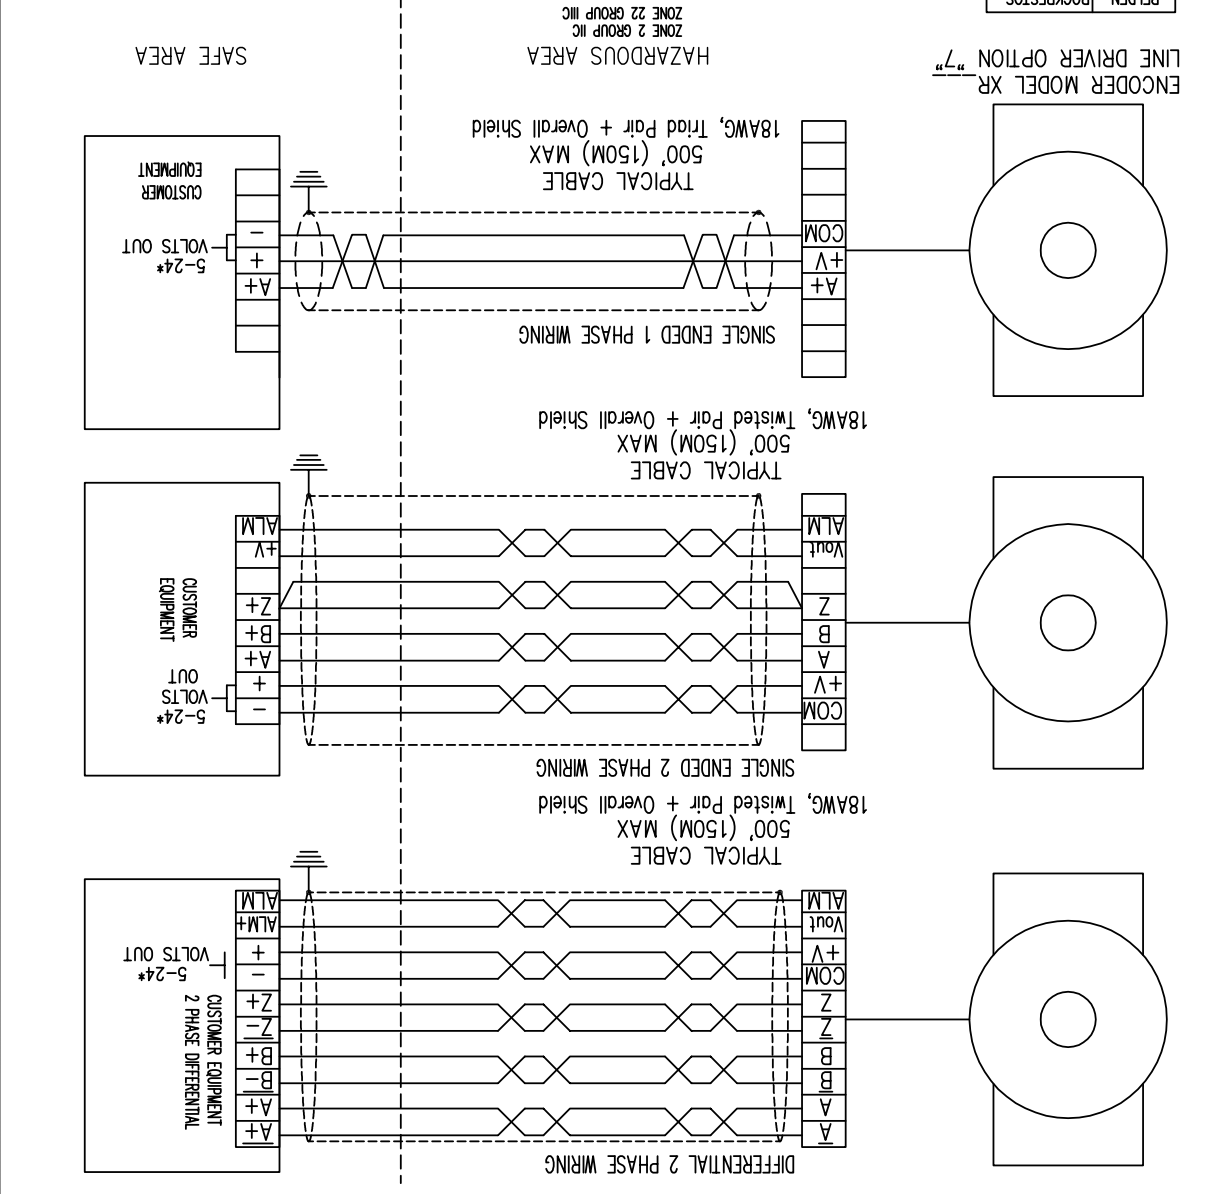 DIFFERENTIAL 2 PHASE WIRING
A̅
A
B̅
B
Z̅
Z
COM
+V
Vout
ALM
A̅+̅
A+
B̅-̅
B+
Z̅-̅
Z+
-
+
ALM+
ALM
CUSTOMER EQUIPMENT
2 PHASE DIFFERENTIAL
5-24*
VOLTS OUT
TYPICAL CABLE
500' (150M) MAX
18AWG, Twisted Pair + Overall Shield
SINGLE ENDED 2 PHASE WIRING
COM
+V
A
B
Z
Vout
ALM
-
+
A+
B+
Z+
+V
ALM
5-24*
VOLTS
OUT
CUSTOMER
EQUIPMENT
TYPICAL CABLE
500' (150M) MAX
18AWG, Twisted Pair + Overall Shield
SINGLE ENDED 1 PHASE WIRING
A+
+V
COM
A+
+
-
5-24*
VOLTS OUT
CUSTOMER
EQUIPMENT
TYPICAL CABLE
500' (150M) MAX
18AWG, Triad Pair + Overall Shield
ENCODER MODEL XR___
LINE DRIVER OPTION "7"
HAZARDOUS AREA
ZONE 2 GROUP IIC
ZONE 22 GROUP IIIC
SAFE AREA
BELDEN ROCKBESTOS